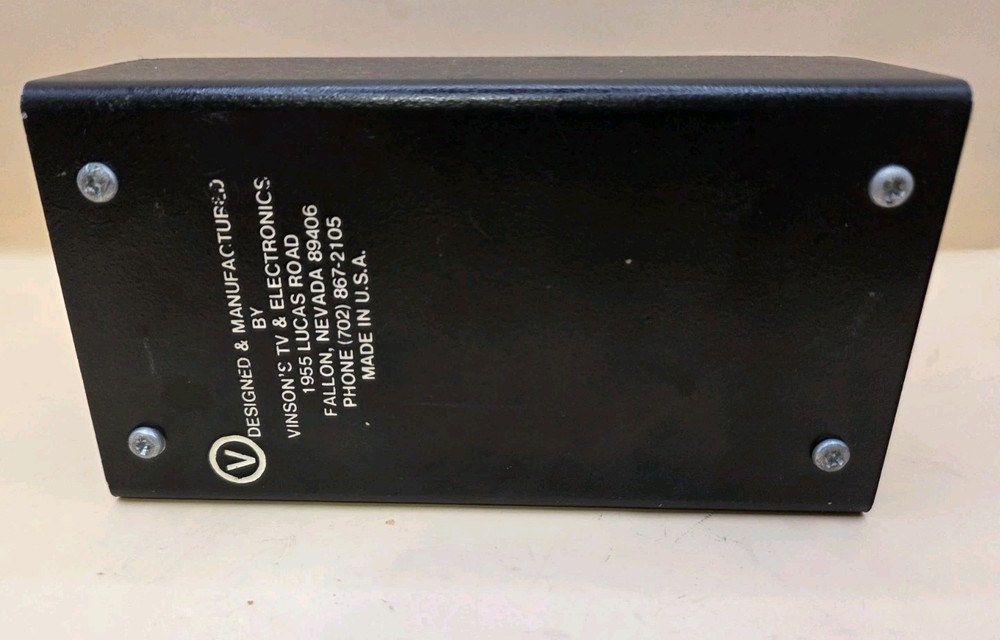 V
DESIGNED & MANUFACTURED
BY
VINSON'S TV & ELECTRONICS
1955 LUCAS ROAD
FALLON, NEVADA 89406
PHONE (702) 867-2105
MADE IN U.S.A.